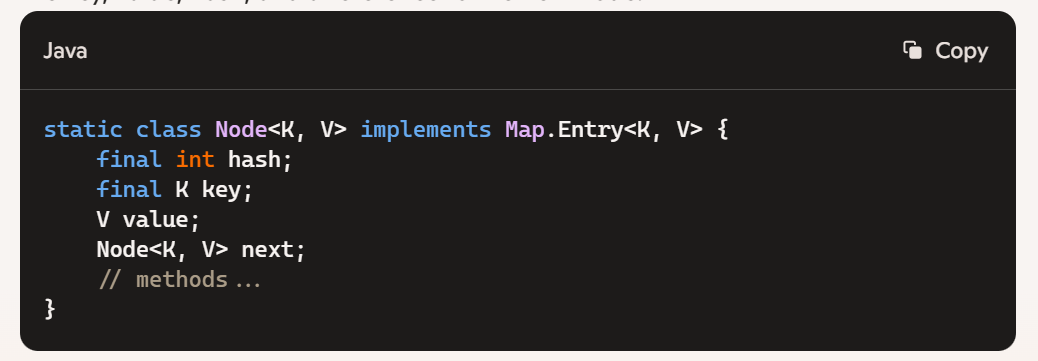 Java
Copy
static class Node<K, V> implements Map.Entry<K, V> {
    final int hash;
    final K key;
    V value;
    Node<K, V> next;
    // methods...
}